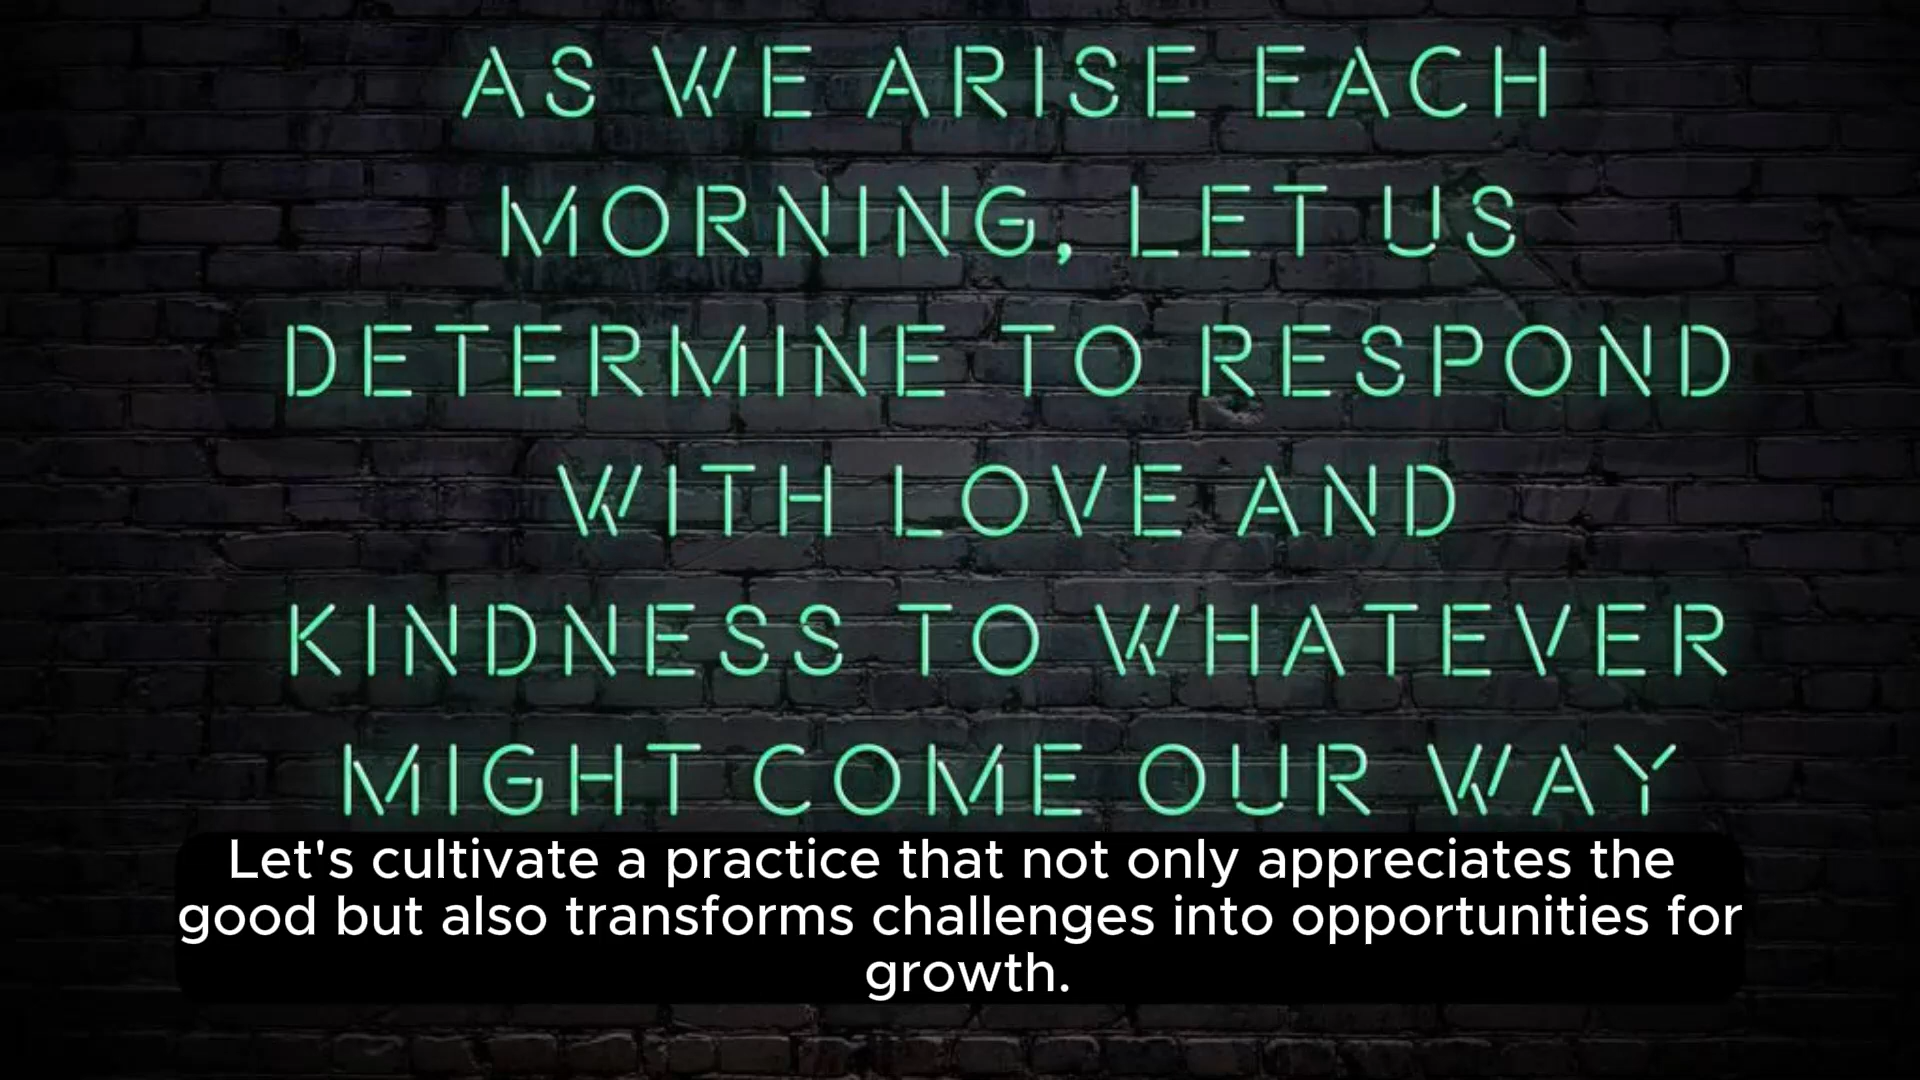 AS WE ARISE EACH
MORNING, LET US
DETERMINE TO RESPOND
WITH LOVE AND
KINDNESS TO WHATEVER
MIGHT COME OUR WAY
Let's cultivate a practice that not only appreciates the
good but also transforms challenges into opportunities for
growth.